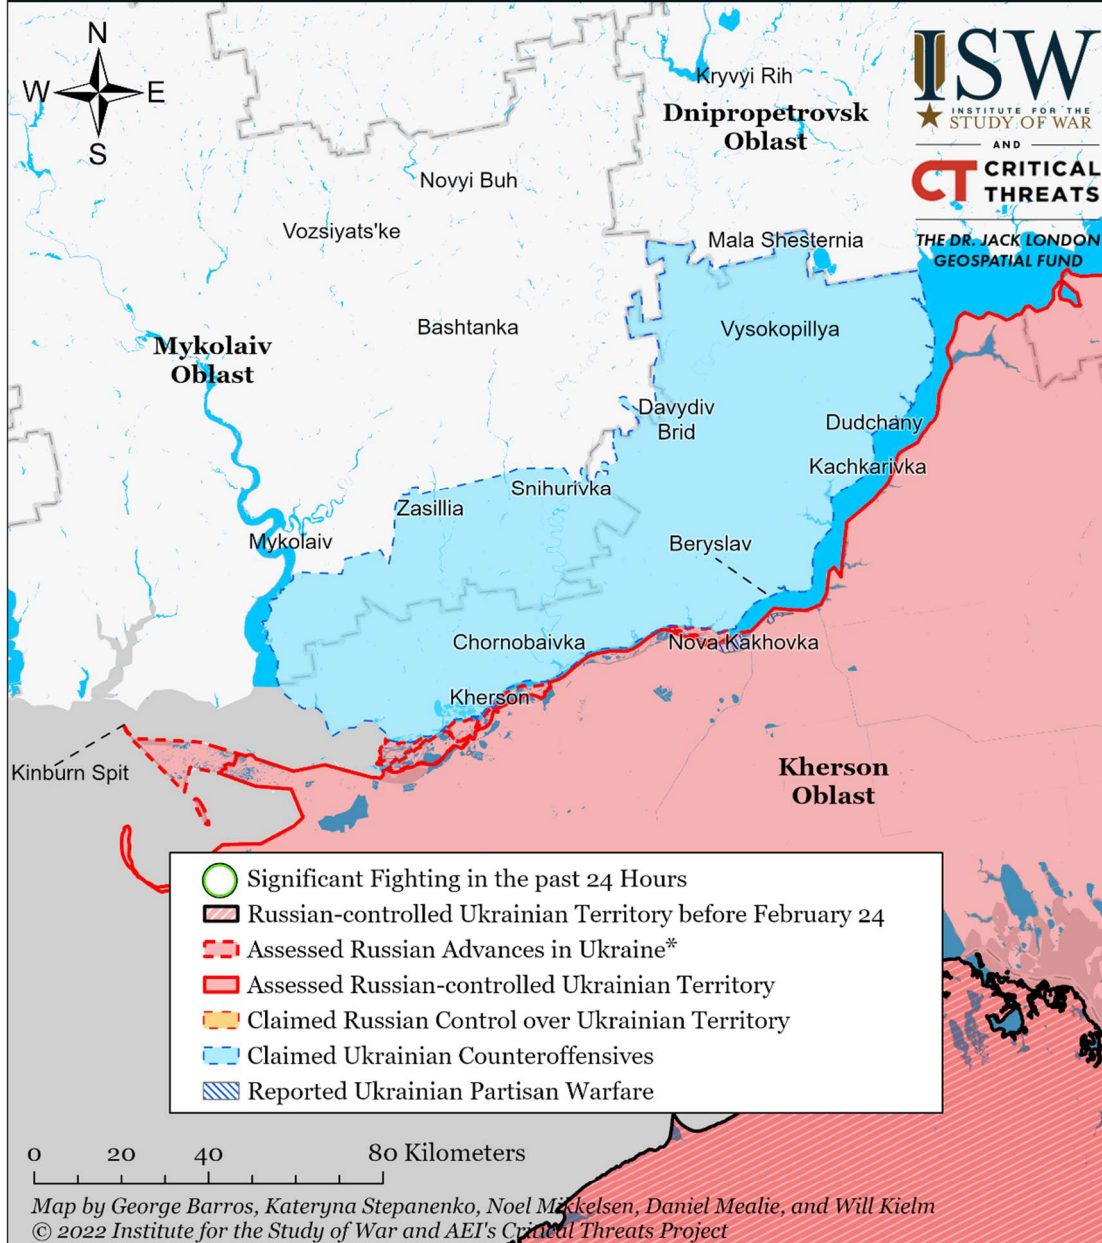 N
W
E
S
Kryvyi Rih
Dnipropetrovsk
Oblast
ISW
INSTITUTE FOR THE
STUDY OF WAR
AND
CT
CRITICAL
THREATS
THE DR. JACK LONDON
GEOSPATIAL FUND
Novyi Buh
Vozsiyats'ke
Mala Shesternia
Bashtanka
Vysokopillya
Mykolaiv
Oblast
Davydiv
Brid
Dudchany
Kachkarivka
Snihurivka
Zasillia
Mykolaiv
Beryslav
Chornobaivka
Nova Kakhovka
Kherson
Kinburn Spit
Kherson
Oblast
Significant Fighting in the past 24 Hours
Russian-controlled Ukrainian Territory before February 24
Assessed Russian Advances in Ukraine*
Assessed Russian-controlled Ukrainian Territory
Claimed Russian Control over Ukrainian Territory
Claimed Ukrainian Counteroffensives
Reported Ukrainian Partisan Warfare
0 20 40 80 Kilometers
Map by George Barros, Kateryna Stepanenko, Noel Mikkelsen, Daniel Mealie, and Will Kielm
© 2022 Institute for the Study of War and AEI's Critical Threats Project